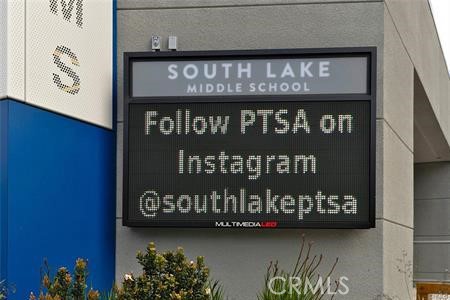 M
S
SOUTH LAKE
MIDDLE SCHOOL
Follow PTSA on
Instagram
@southlakeptsa
MULTIMEDIALED
CRMLS